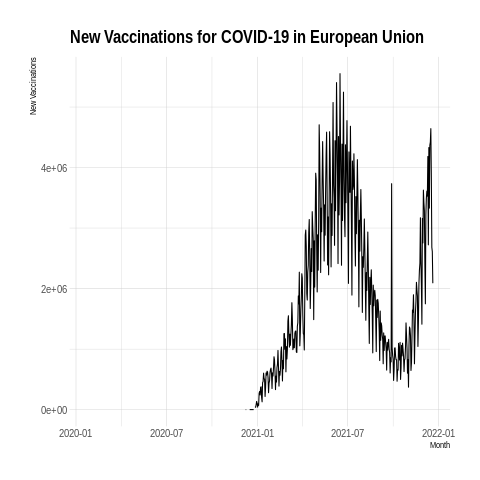 New Vaccinations for COVID-19 in European Union
New Vaccinations
4e+06
2e+06
0e+00
2020-01 2020-07 2021-01 2021-07 2022-01
Month